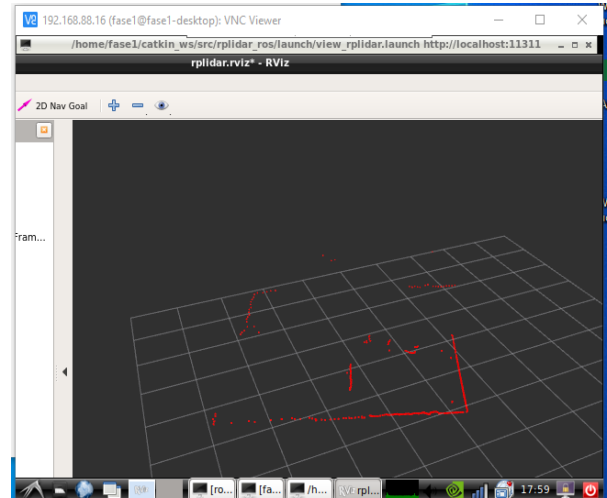 V2 192.168.88.16 (fase1@fase1-desktop): VNC Viewer
/home/fase1/catkin_ws/src/rplidar_ros/launch/view_rplidar.launch http://localhost:11311
rplidar.rviz* - RViz
2D Nav Goal
Fram...
[ro...
[fa...
/h...
rpl...
17:59